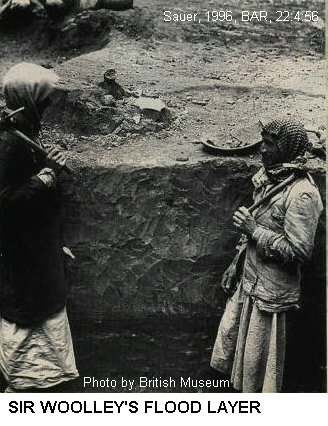 Sauer, 1996, BAR, 22:4:56
Photo by British Museum
SIR WOOLLEY'S FLOOD LAYER